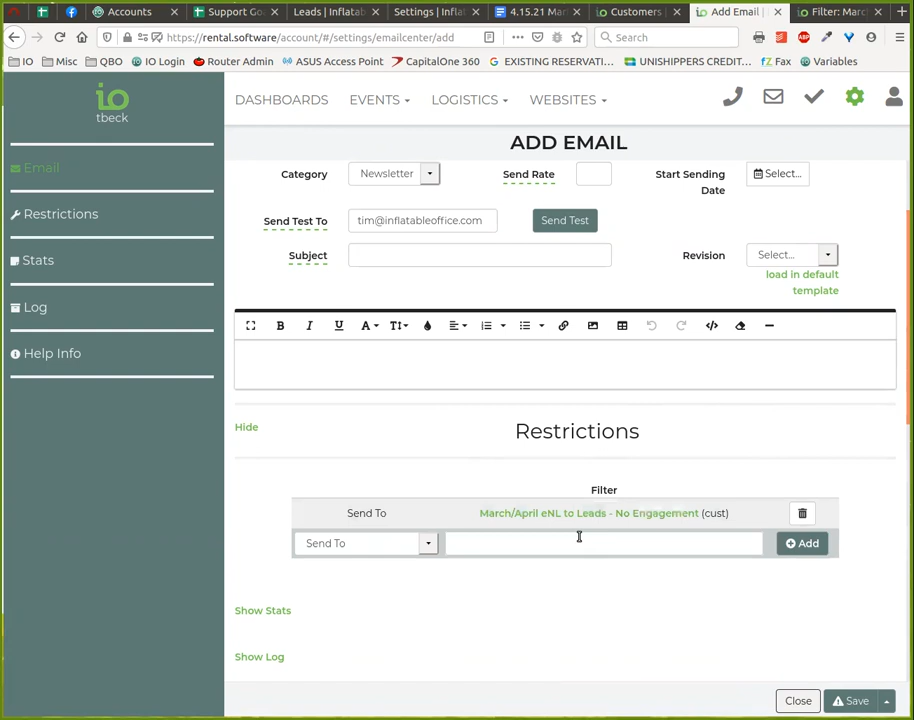 Accounts
Support Go
Leads | Inflatab
Settings | Inflat
4.15.21 Mar
Customers
Add Email |
Filter: Marc
https://rental.software/account/#/settings/emailcenter/add
Search
IO
Misc
QBO
IO Login
Router Admin
ASUS Access Point
CapitalOne 360
EXISTING RESERVATI...
UNISHIPPERS CREDIT...
Fax
Variables
io
tbeck
DASHBOARDS
EVENTS
LOGISTICS
WEBSITES
ADD EMAIL
Email
Restrictions
Stats
Log
Help Info
Category
Newsletter
Send Rate
Start Sending
Date
Select...
Send Test To
tim@inflatableoffice.com
Send Test
Subject
Revision
Select...
load in default
template
B
I
U
A
Hide
Restrictions
Filter
Send To
March/April eNL to Leads - No Engagement (cust)
Send To
Add
Show Stats
Show Log
Close
Save